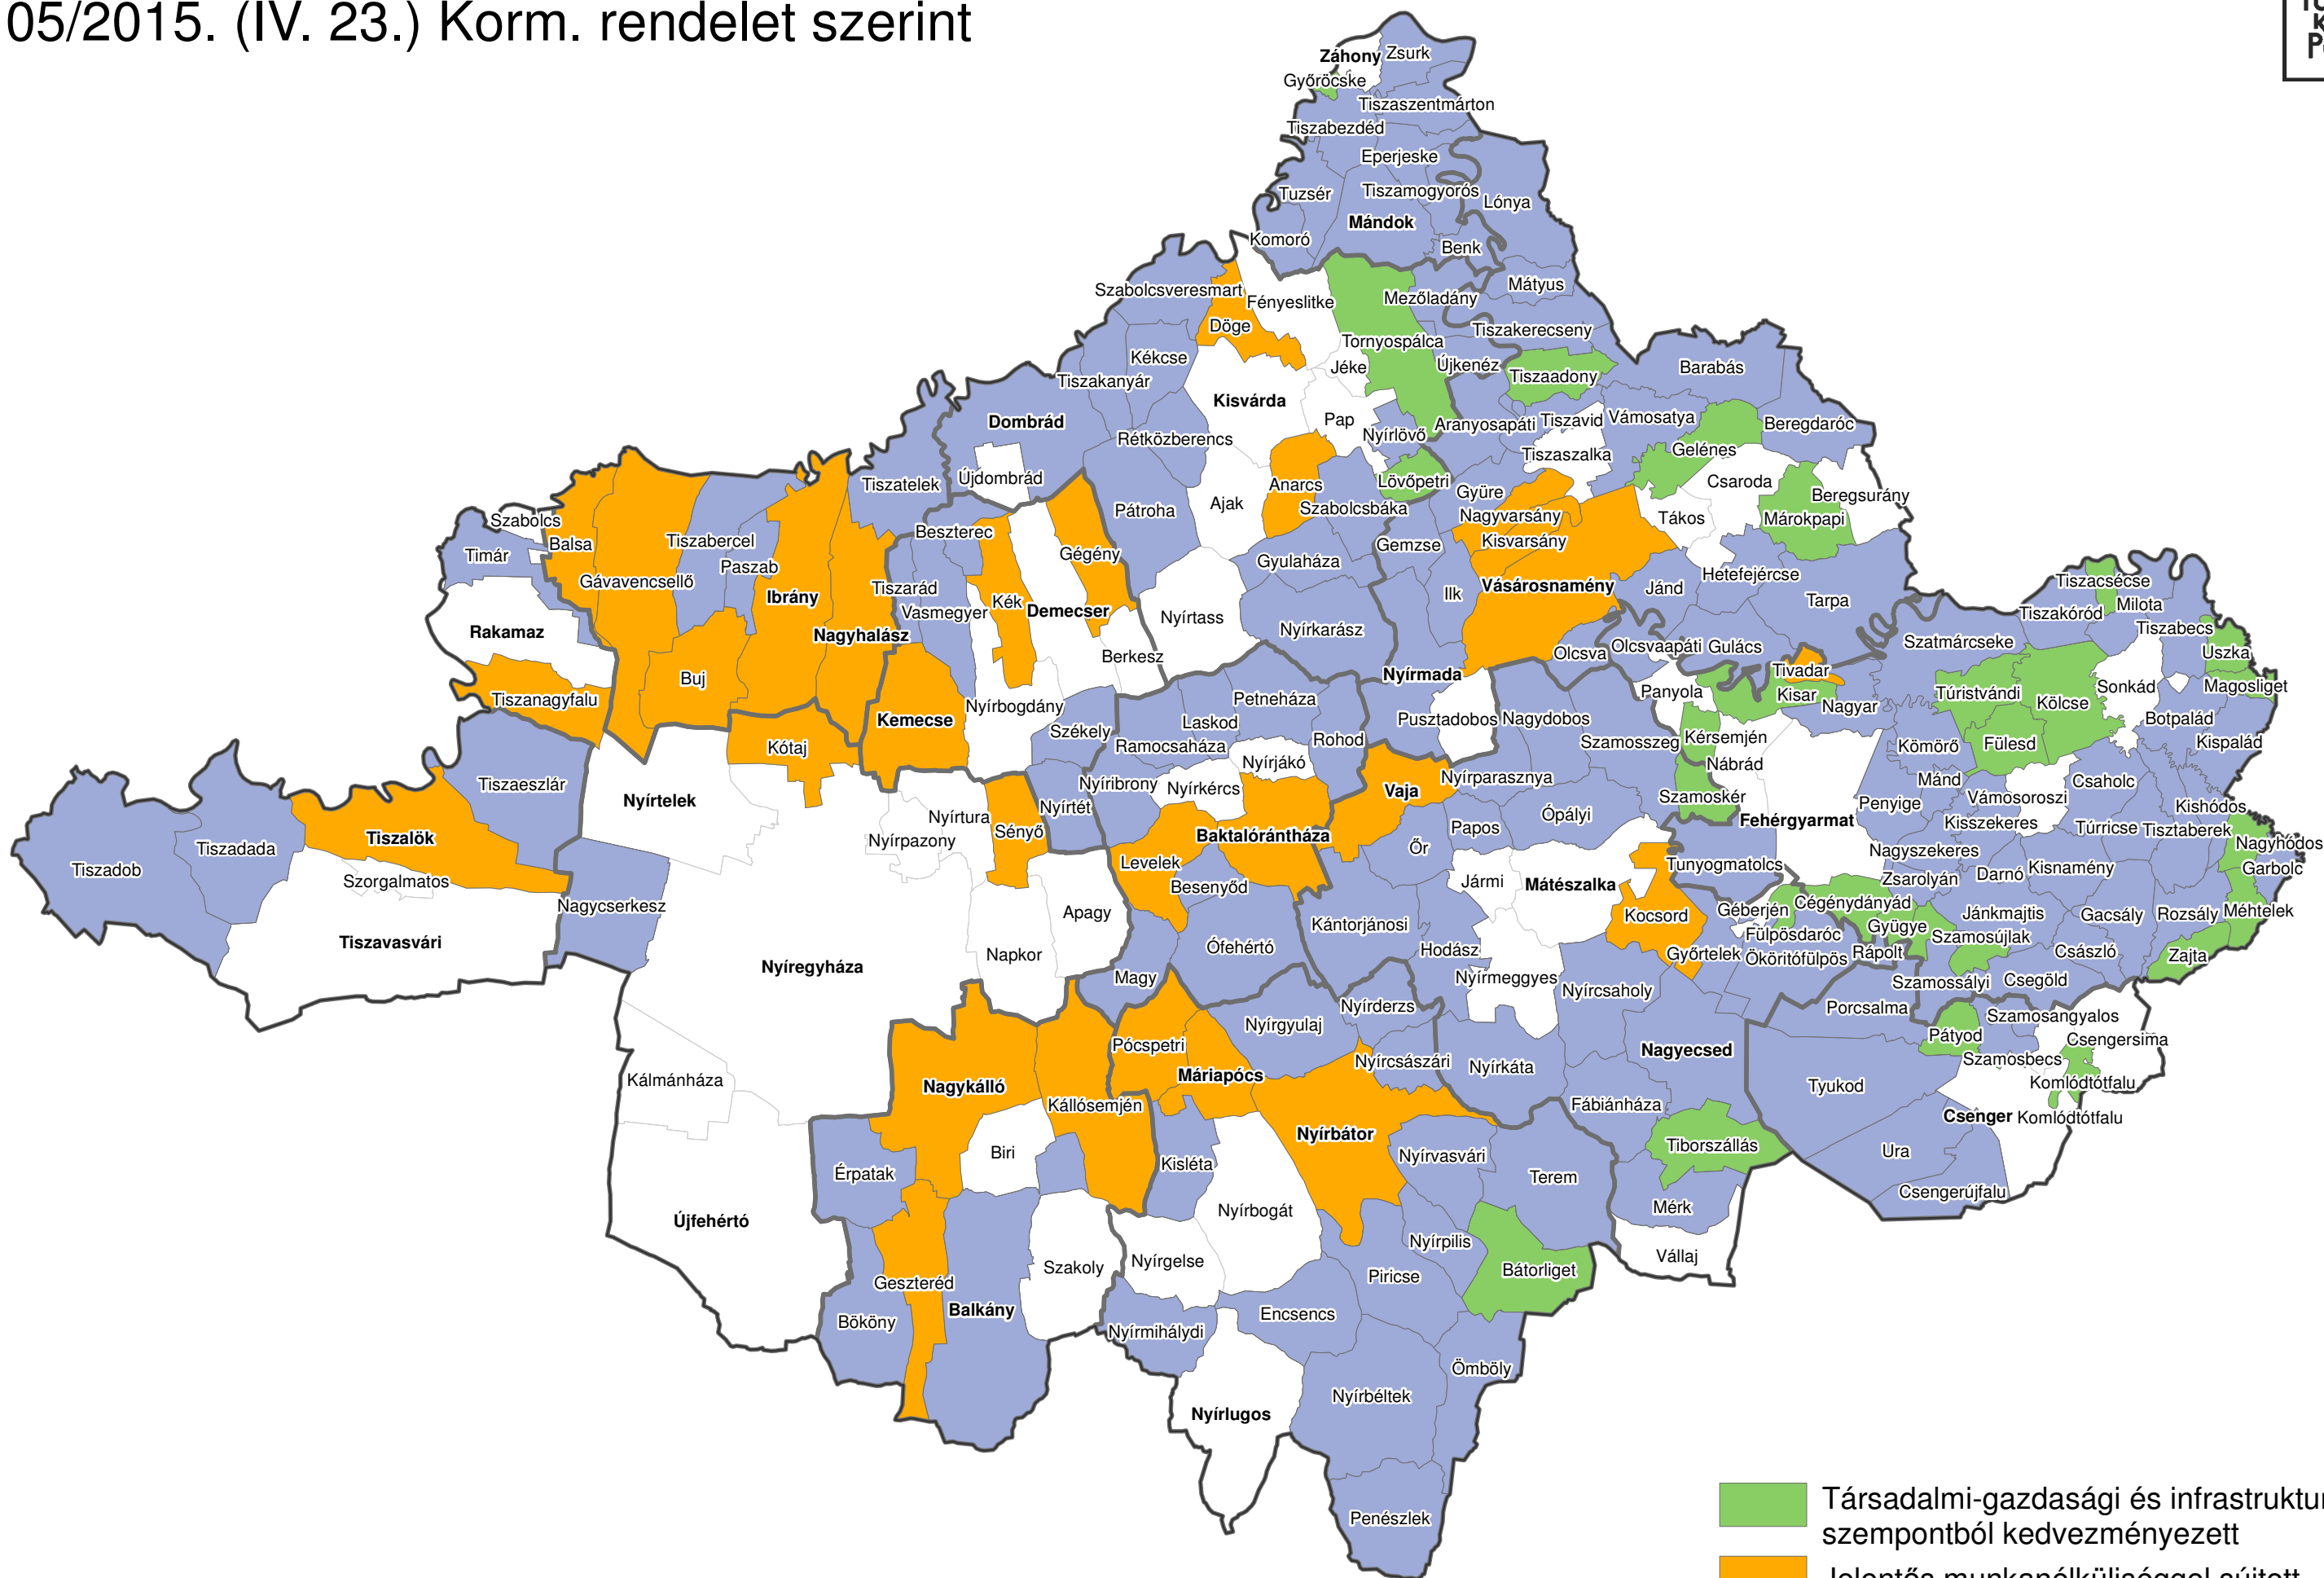 05/2015. (IV. 23.) Korm. rendelet szerint
Záhony
Zsurk
Győröcske
Tiszaszentmárton
Tiszabezdéd
Eperjeske
Tuzsér
Tiszamogyorós
Lónya
Mándok
Komoró
Benk
Szabolcsveresmart
Fényeslitke
Mezőladány
Mátyus
Döge
Tiszakerecseny
Tornyospálca
Kékcse
Jéke
Újkenéz
Tiszaadony
Barabás
Tiszakanyár
Kisvárda
Dombrád
Pap
Nyírlövő
Aranyosapáti
Tiszavid
Vámosatya
Beregdaróc
Rétközberencs
Tiszaszalka
Gelénes
Újdombrád
Tiszatelek
Anarcs
Lövőpetri
Gyüre
Csaroda
Beregsurány
Pátroha
Ajak
Szabolcsbáka
Nagyvarsány
Tákos
Márokpapi
Szabolcs
Balsa
Timár
Tiszabercel
Beszterec
Gégény
Kisvarsány
Gemzse
Gyulaháza
Gávavencsellő
Paszab
Ibrány
Tiszarád
Vasmegyer
Kék
Demecser
Ilk
Vásárosnamény
Jánd
Hetefejércse
Tarpa
Tiszacsécse
Milota
Tiszakóród
Tiszabecs
Rakamaz
Nagyhalász
Nyírtass
Nyírkarász
Olcsva
Olcsvaapáti
Gulács
Szatmárcseke
Uszka
Berkesz
Nyírmada
Tivadar
Buj
Tiszanagyfalu
Kemecse
Nyírbogdány
Petneháza
Panyola
Kisar
Nagyar
Túristvándi
Kölcse
Sonkád
Magosliget
Székely
Laskod
Pusztadobos
Nagydobos
Botpalád
Kótaj
Ramocsaháza
Rohod
Szamosszeg
Kérsemjén
Kömörő
Fülesd
Kispalád
Tiszaeszlár
Nyírtelek
Nyírtét
Nyíribrony
Nyírkércs
Nyírjákó
Vaja
Nyírparasznya
Nábrád
Szamoskér
Mánd
Csaholc
Penyige
Vámosoroszi
Kishódos
Nyírtura
Nyírpazony
Sényő
Baktalórántháza
Papos
Ópályi
Fehérgyarmat
Kisszekeres
Túrricse
Tisztaberek
Nagyhódos
Tiszadob
Tiszadada
Tiszalök
Szorgalmatos
Levelek
Besenyőd
Őr
Jármi
Mátészalka
Tunyogmatolcs
Nagyszekeres
Zsarolyán
Darnó
Kisnamény
Garbolc
Nagycserkesz
Apagy
Kántorjánosi
Kocsord
Géberjén
Cégénydányád
Jánkmajtis
Gacsály
Rozsály
Méhtelek
Tiszavasvári
Nyíregyháza
Napkor
Ófehértó
Hodász
Győrtelek
Fülpösdaróc
Gyügye
Szamosújlak
Ököritófülpös
Rápolt
Császló
Zajta
Magy
Nyírmeggyes
Nyírcsaholy
Szamossályi
Csegöld
Nyírderzs
Porcsalma
Nyírgyulaj
Pócspetri
Szamosangyalos
Pátyod
Csengersima
Nagyecsed
Nyírcsászári
Nyírkáta
Szamosbecs
Kálmánháza
Nagykálló
Máriapócs
Tyukod
Komlódtótfalu
Kállósemjén
Fábiánháza
Csenger
Komlódtótfalu
Nyírbátor
Biri
Kisléta
Nyírvasvári
Tiborszállás
Ura
Érpatak
Terem
Csengerújfalu
Újfehértó
Nyírbogát
Mérk
Nyírpilis
Szakoly
Nyírgelse
Vállaj
Geszteréd
Piricse
Bátorliget
Balkány
Bököny
Encsencs
Nyírmihálydi
Ömböly
Nyírbéltek
Nyírlugos
Penészlek
Társadalmi-gazdasági és infrastruktur
szempontból kedvezményezett
Jelentős munkanélküliséggel sújtott